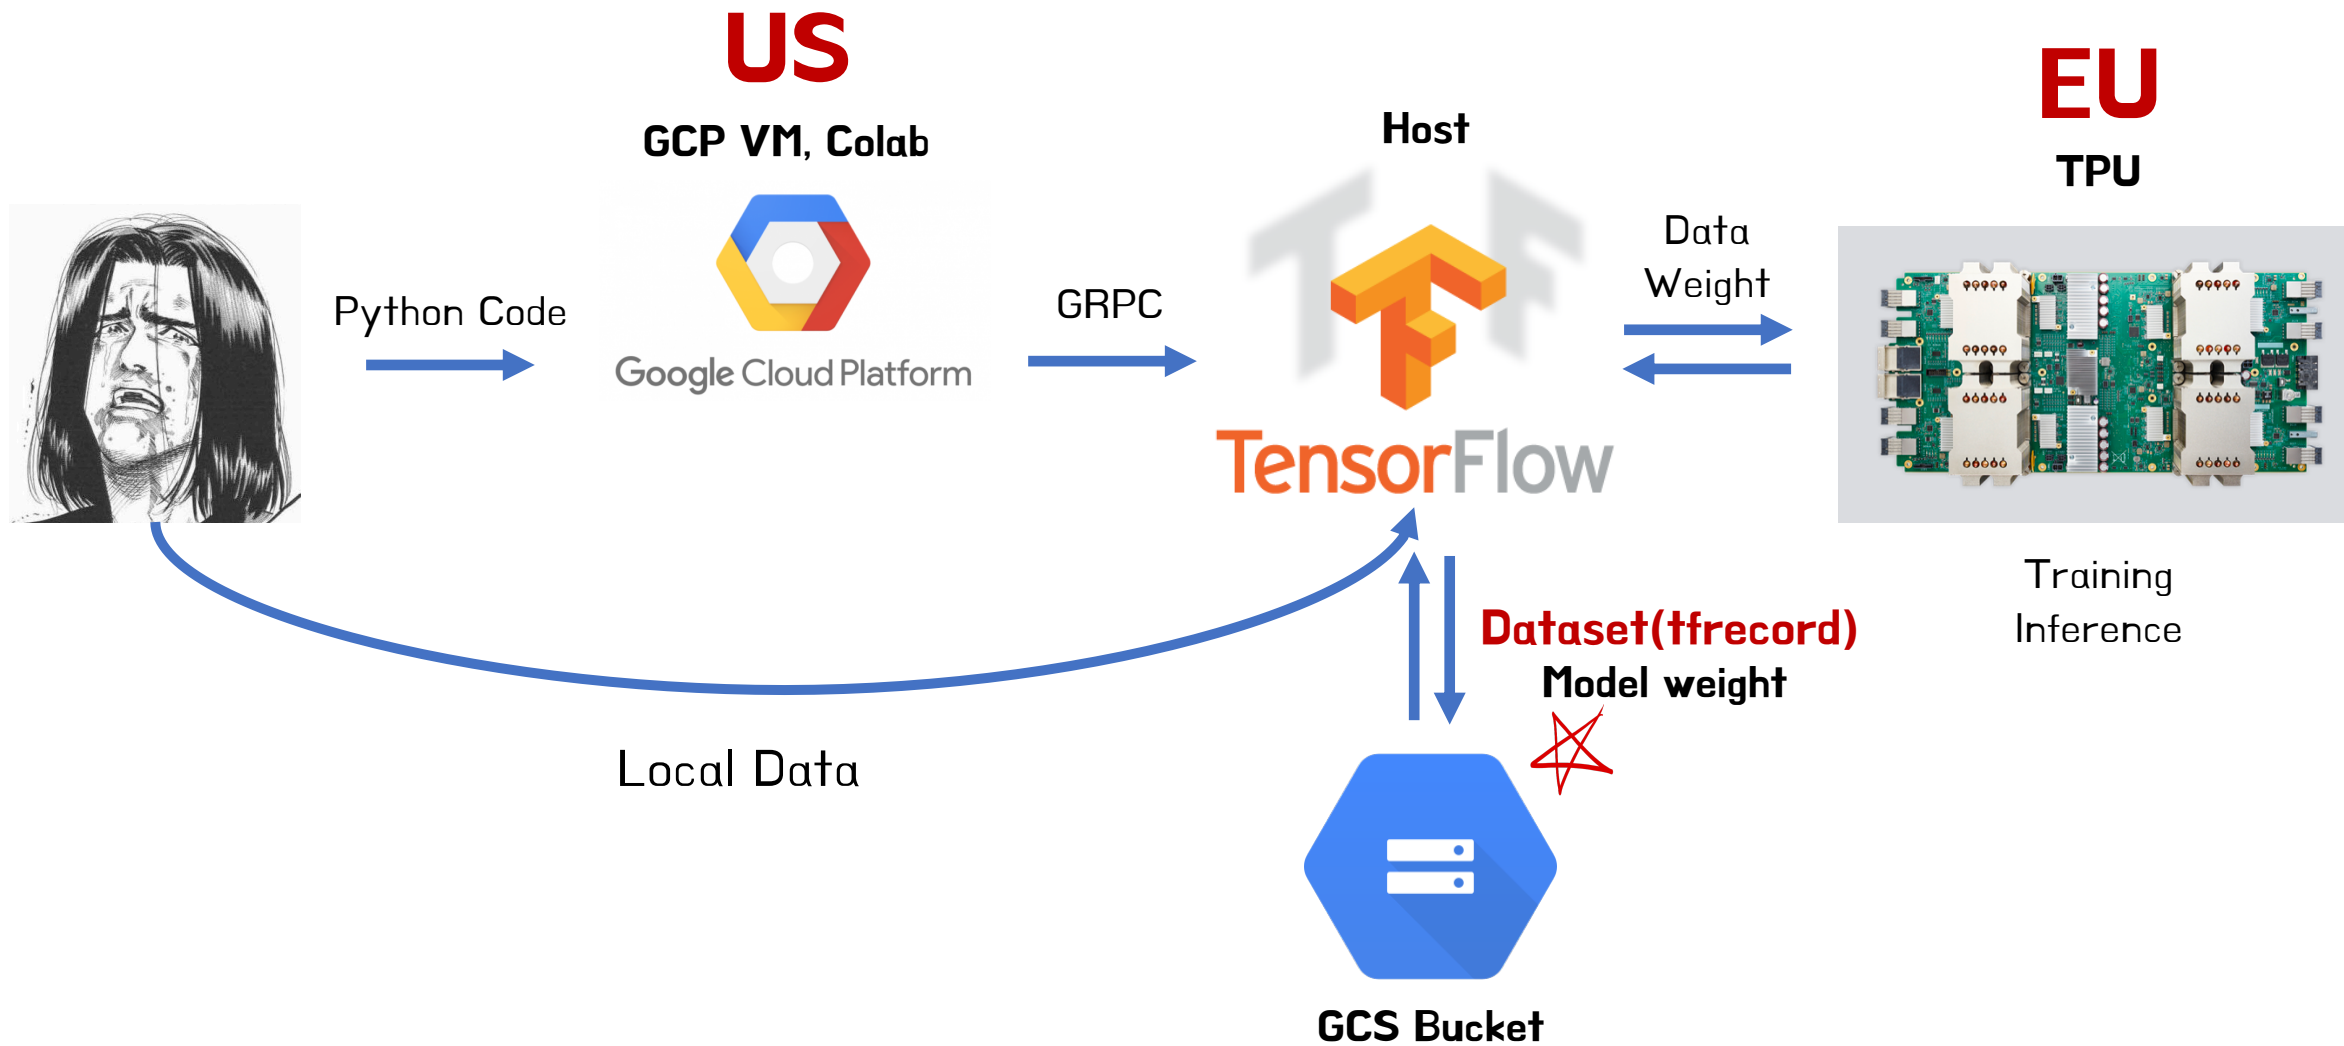 US
GCP VM, Colab
Google Cloud Platform
Python Code
GRPC
Host
TF
TensorFlow
Data
Weight
EU
TPU
Training
Inference
Local Data
Dataset(tfrecord)
Model weight
GCS Bucket